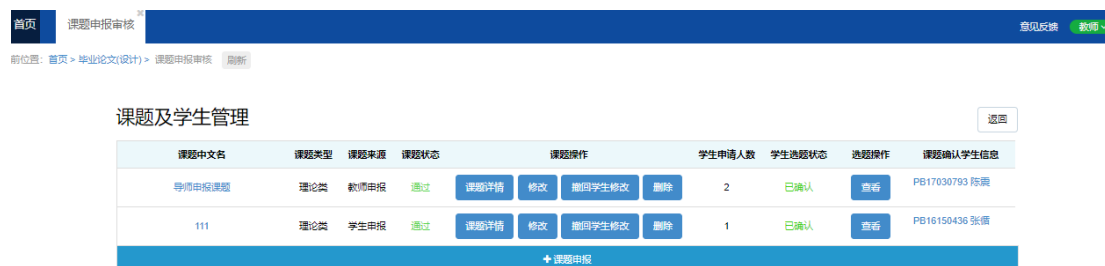 首页 课题申报审核 意见反馈 教师
前位置: 首页 > 毕业论文(设计) > 课题申报审核 刷新
课题及学生管理 返回
课题中文名 课题类型 课题来源 课题状态 课题操作 学生申请人数 学生选题状态 选题操作 课题确认学生信息
导师申报课题 理论类 教师申报 通过 课题详情 修改 撤回学生修改 删除 2 已确认 查看 PB17030793 陈震
111 理论类 学生申报 通过 课题详情 修改 撤回学生修改 删除 1 已确认 查看 PB16150436 张倩
+ 课题申报